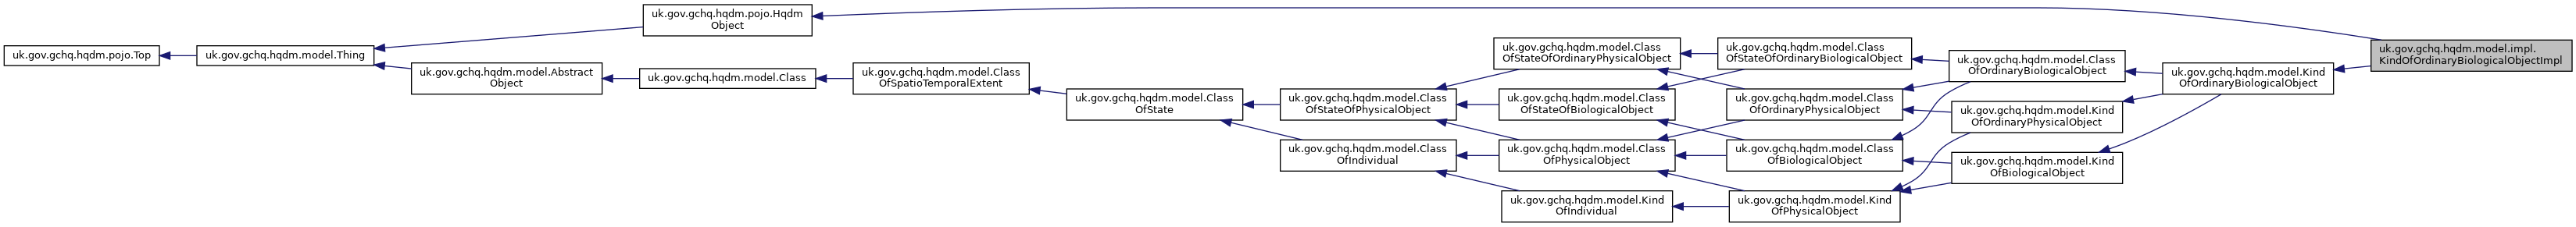 uk.gov.gchq.hqdm.pojo.Top
uk.gov.gchq.hqdm.model.Thing
uk.gov.gchq.hqdm.pojo.Hqdm
Object
uk.gov.gchq.hqdm.model.Abstract
Object
uk.gov.gchq.hqdm.model.Class
uk.gov.gchq.hqdm.model.Class
OfSpatioTemporalExtent
uk.gov.gchq.hqdm.model.Class
OfState
uk.gov.gchq.hqdm.model.Class
OfStateOfPhysicalObject
uk.gov.gchq.hqdm.model.Class
OfIndividual
uk.gov.gchq.hqdm.model.Class
OfStateOfOrdinaryPhysicalObject
uk.gov.gchq.hqdm.model.Class
OfStateOfBiologicalObject
uk.gov.gchq.hqdm.model.Class
OfPhysicalObject
uk.gov.gchq.hqdm.model.Kind
OfIndividual
uk.gov.gchq.hqdm.model.Class
OfStateOfOrdinaryBiologicalObject
uk.gov.gchq.hqdm.model.Class
OfOrdinaryPhysicalObject
uk.gov.gchq.hqdm.model.Class
OfBiologicalObject
uk.gov.gchq.hqdm.model.Kind
OfPhysicalObject
uk.gov.gchq.hqdm.model.Class
OfOrdinaryBiologicalObject
uk.gov.gchq.hqdm.model.Kind
OfOrdinaryPhysicalObject
uk.gov.gchq.hqdm.model.Kind
OfBiologicalObject
uk.gov.gchq.hqdm.model.Kind
OfOrdinaryBiologicalObject
uk.gov.gchq.hqdm.model.impl.
KindOfOrdinaryBiologicalObjectImpl